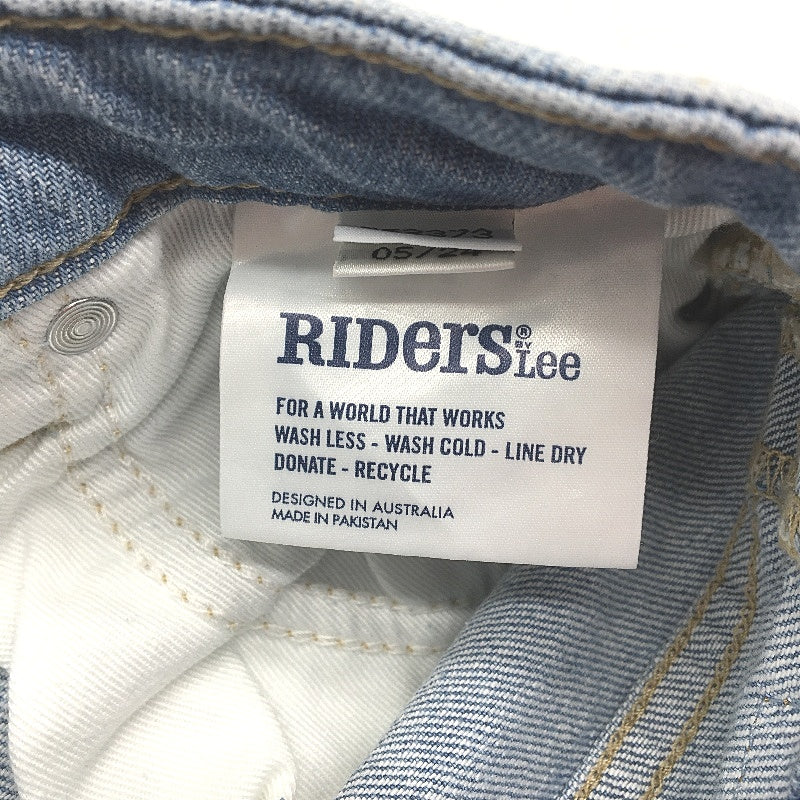 05/24
RIDers® BY Lee
FOR A WORLD THAT WORKS
WASH LESS - WASH COLD - LINE DRY
DONATE - RECYCLE
DESIGNED IN AUSTRALIA
MADE IN PAKISTAN